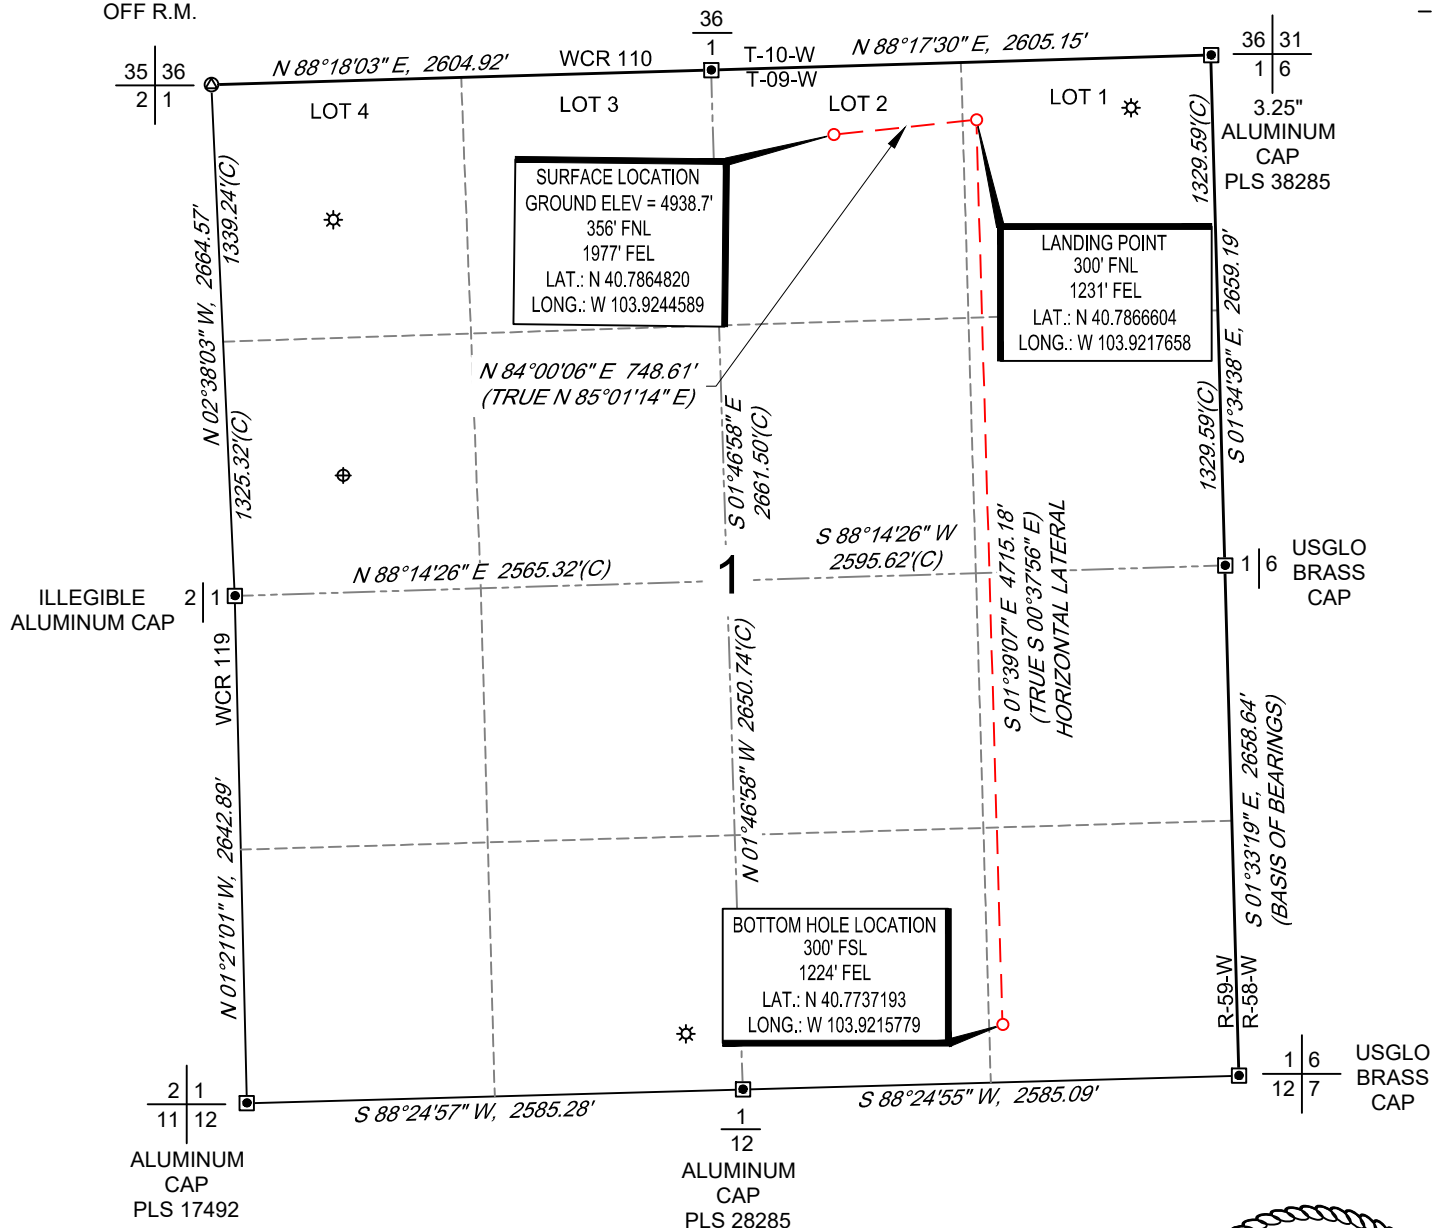 OFF R.M.
35 36
2 1
N 88°18'03" E, 2604.92'
WCR 110
36
1
T-10-W
T-09-W
N 88°17'30" E, 2605.15'
36 31
1 6
3.25"
ALUMINUM
CAP
PLS 38285
LOT 4
LOT 3
LOT 2
LOT 1
SURFACE LOCATION
GROUND ELEV = 4938.7'
356' FNL
1977' FEL
LAT.: N 40.7864820
LONG.: W 103.9244589
LANDING POINT
300' FNL
1231' FEL
LAT.: N 40.7866604
LONG.: W 103.9217658
N 02°38'03" W, 2664.57'
1339.24'(C)
1325.32'(C)
1329.59'(C)
S 01°34'38" E, 2659.19'
1329.59'(C)
N 84°00'06" E 748.61'
(TRUE N 85°01'14" E)
S 01°46'58" E
2661.50'(C)
S 88°14'26" W
2595.62'(C)
N 88°14'26" E 2565.32'(C)
1
S 01°39'07" E 4715.18'
(TRUE S 00°37'56" E)
HORIZONTAL LATERAL
ILLEGIBLE
ALUMINUM CAP
2 1
1 6
USGLO
BRASS
CAP
WCR 119
N 01°21'01" W, 2642.89'
N 01°46'58" W 2650.74'(C)
S 01°33'19" E, 2658.64'
(BASIS OF BEARINGS)
BOTTOM HOLE LOCATION
300' FSL
1224' FEL
LAT.: N 40.7737193
LONG.: W 103.9215779
R-59-W
R-58-W
2 1
11 12
ALUMINUM
CAP
PLS 17492
S 88°24'57" W, 2585.28'
1
12
ALUMINUM
CAP
PLS 28285
S 88°24'55" W, 2585.09'
1 6
12 7
USGLO
BRASS
CAP